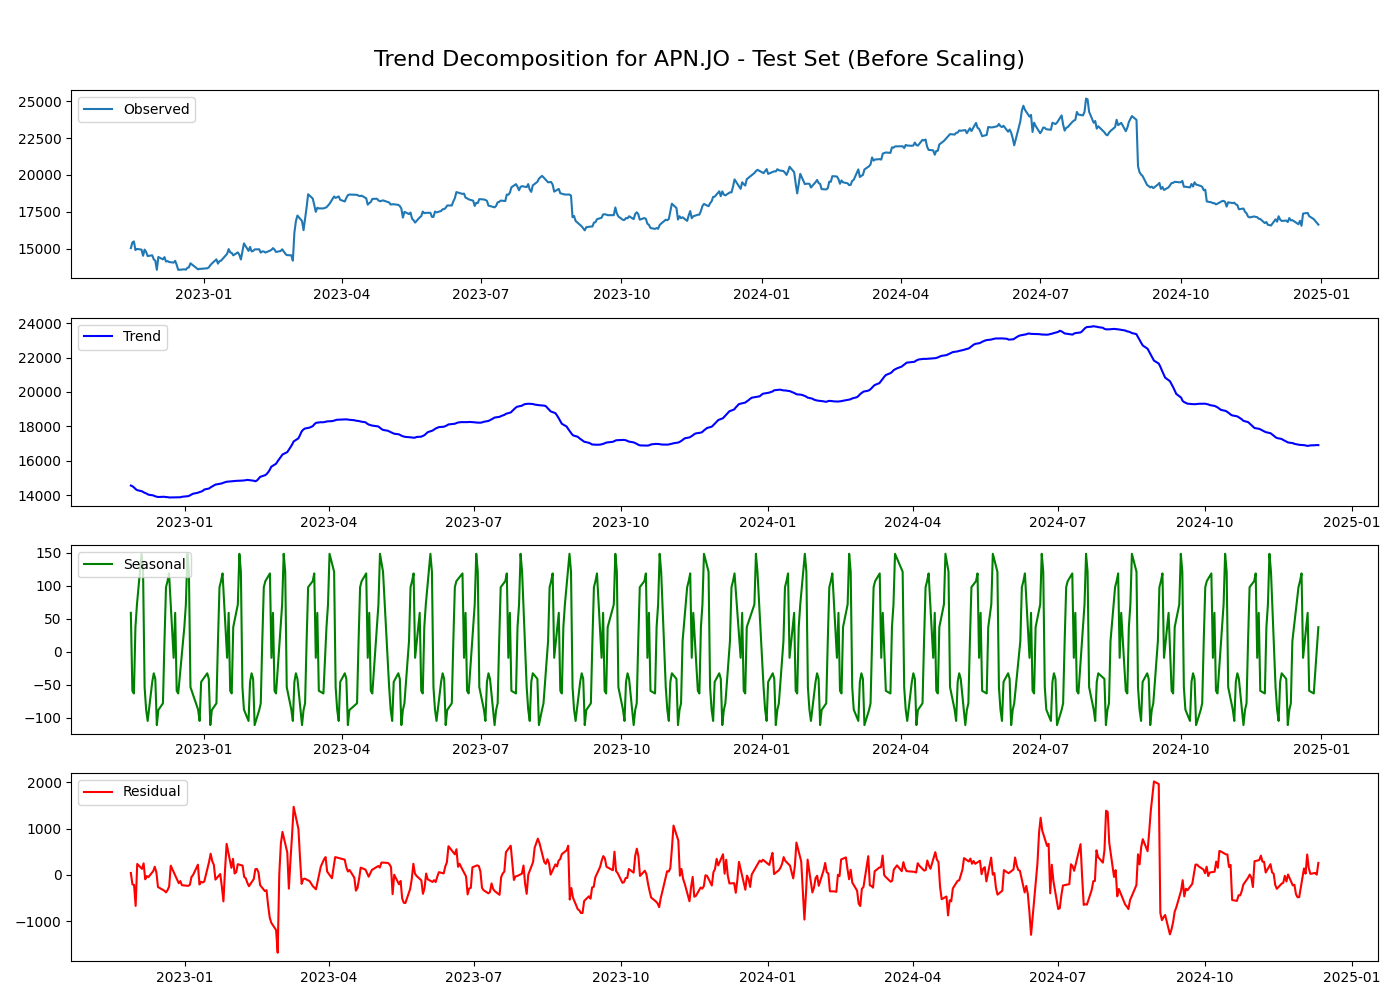 Trend Decomposition for APN.JO - Test Set (Before Scaling)
Observed
25000
22500
20000
17500
15000
2023-01 2023-04 2023-07 2023-10 2024-01 2024-04 2024-07 2024-10 2025-01
Trend
24000
22000
20000
18000
16000
14000
2023-01 2023-04 2023-07 2023-10 2024-01 2024-04 2024-07 2024-10 2025-01
Seasonal
150
100
50
0
−50
−100
2023-01 2023-04 2023-07 2023-10 2024-01 2024-04 2024-07 2024-10 2025-01
Residual
2000
1000
0
−1000
2023-01 2023-04 2023-07 2023-10 2024-01 2024-04 2024-07 2024-10 2025-01